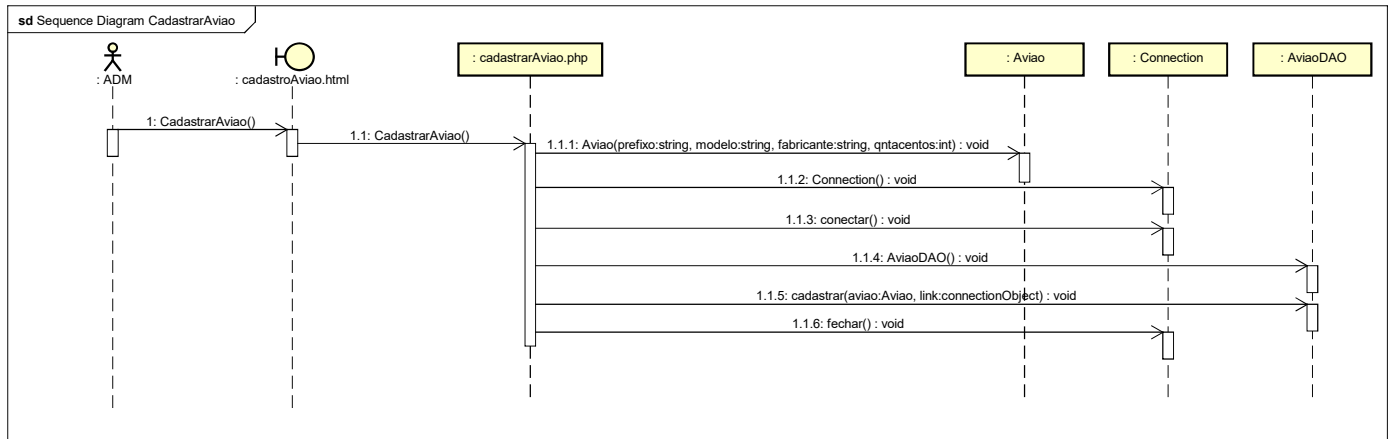 sd Sequence Diagram CadastrarAviao
: ADM
: cadastroAviao.html
: cadastrarAviao.php
: Aviao
: Connection
: AviaoDAO
1: CadastrarAviao()
1.1: CadastrarAviao()
1.1.1: Aviao(prefixo:string, modelo:string, fabricante:string, qntacentos:int) : void
1.1.2: Connection() : void
1.1.3: conectar() : void
1.1.4: AviaoDAO() : void
1.1.5: cadastrar(aviao:Aviao, link:connectionObject) : void
1.1.6: fechar() : void